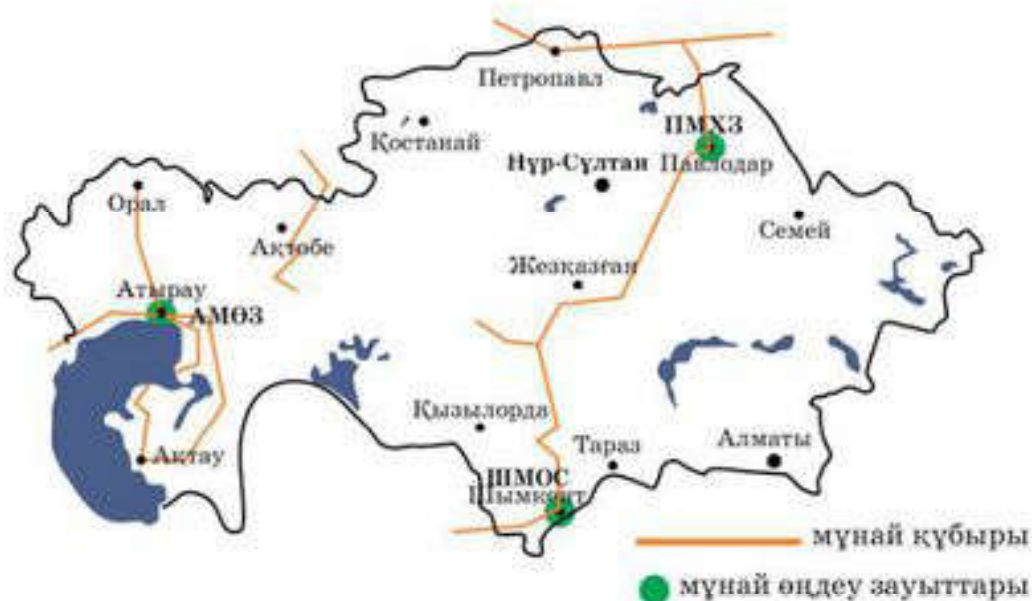 Петропавл
Қостанай
ПМХЗ
Нұр-Сұлтан
Павлодар
Орал
Ақтобе
Семей
Жезқазған
Атырау
АМӨЗ
Қызылорда
Тараз
Алматы
Ақтау
ШМОС
Шымкент
мұнай құбыры
мұнай өңдеу зауыттары